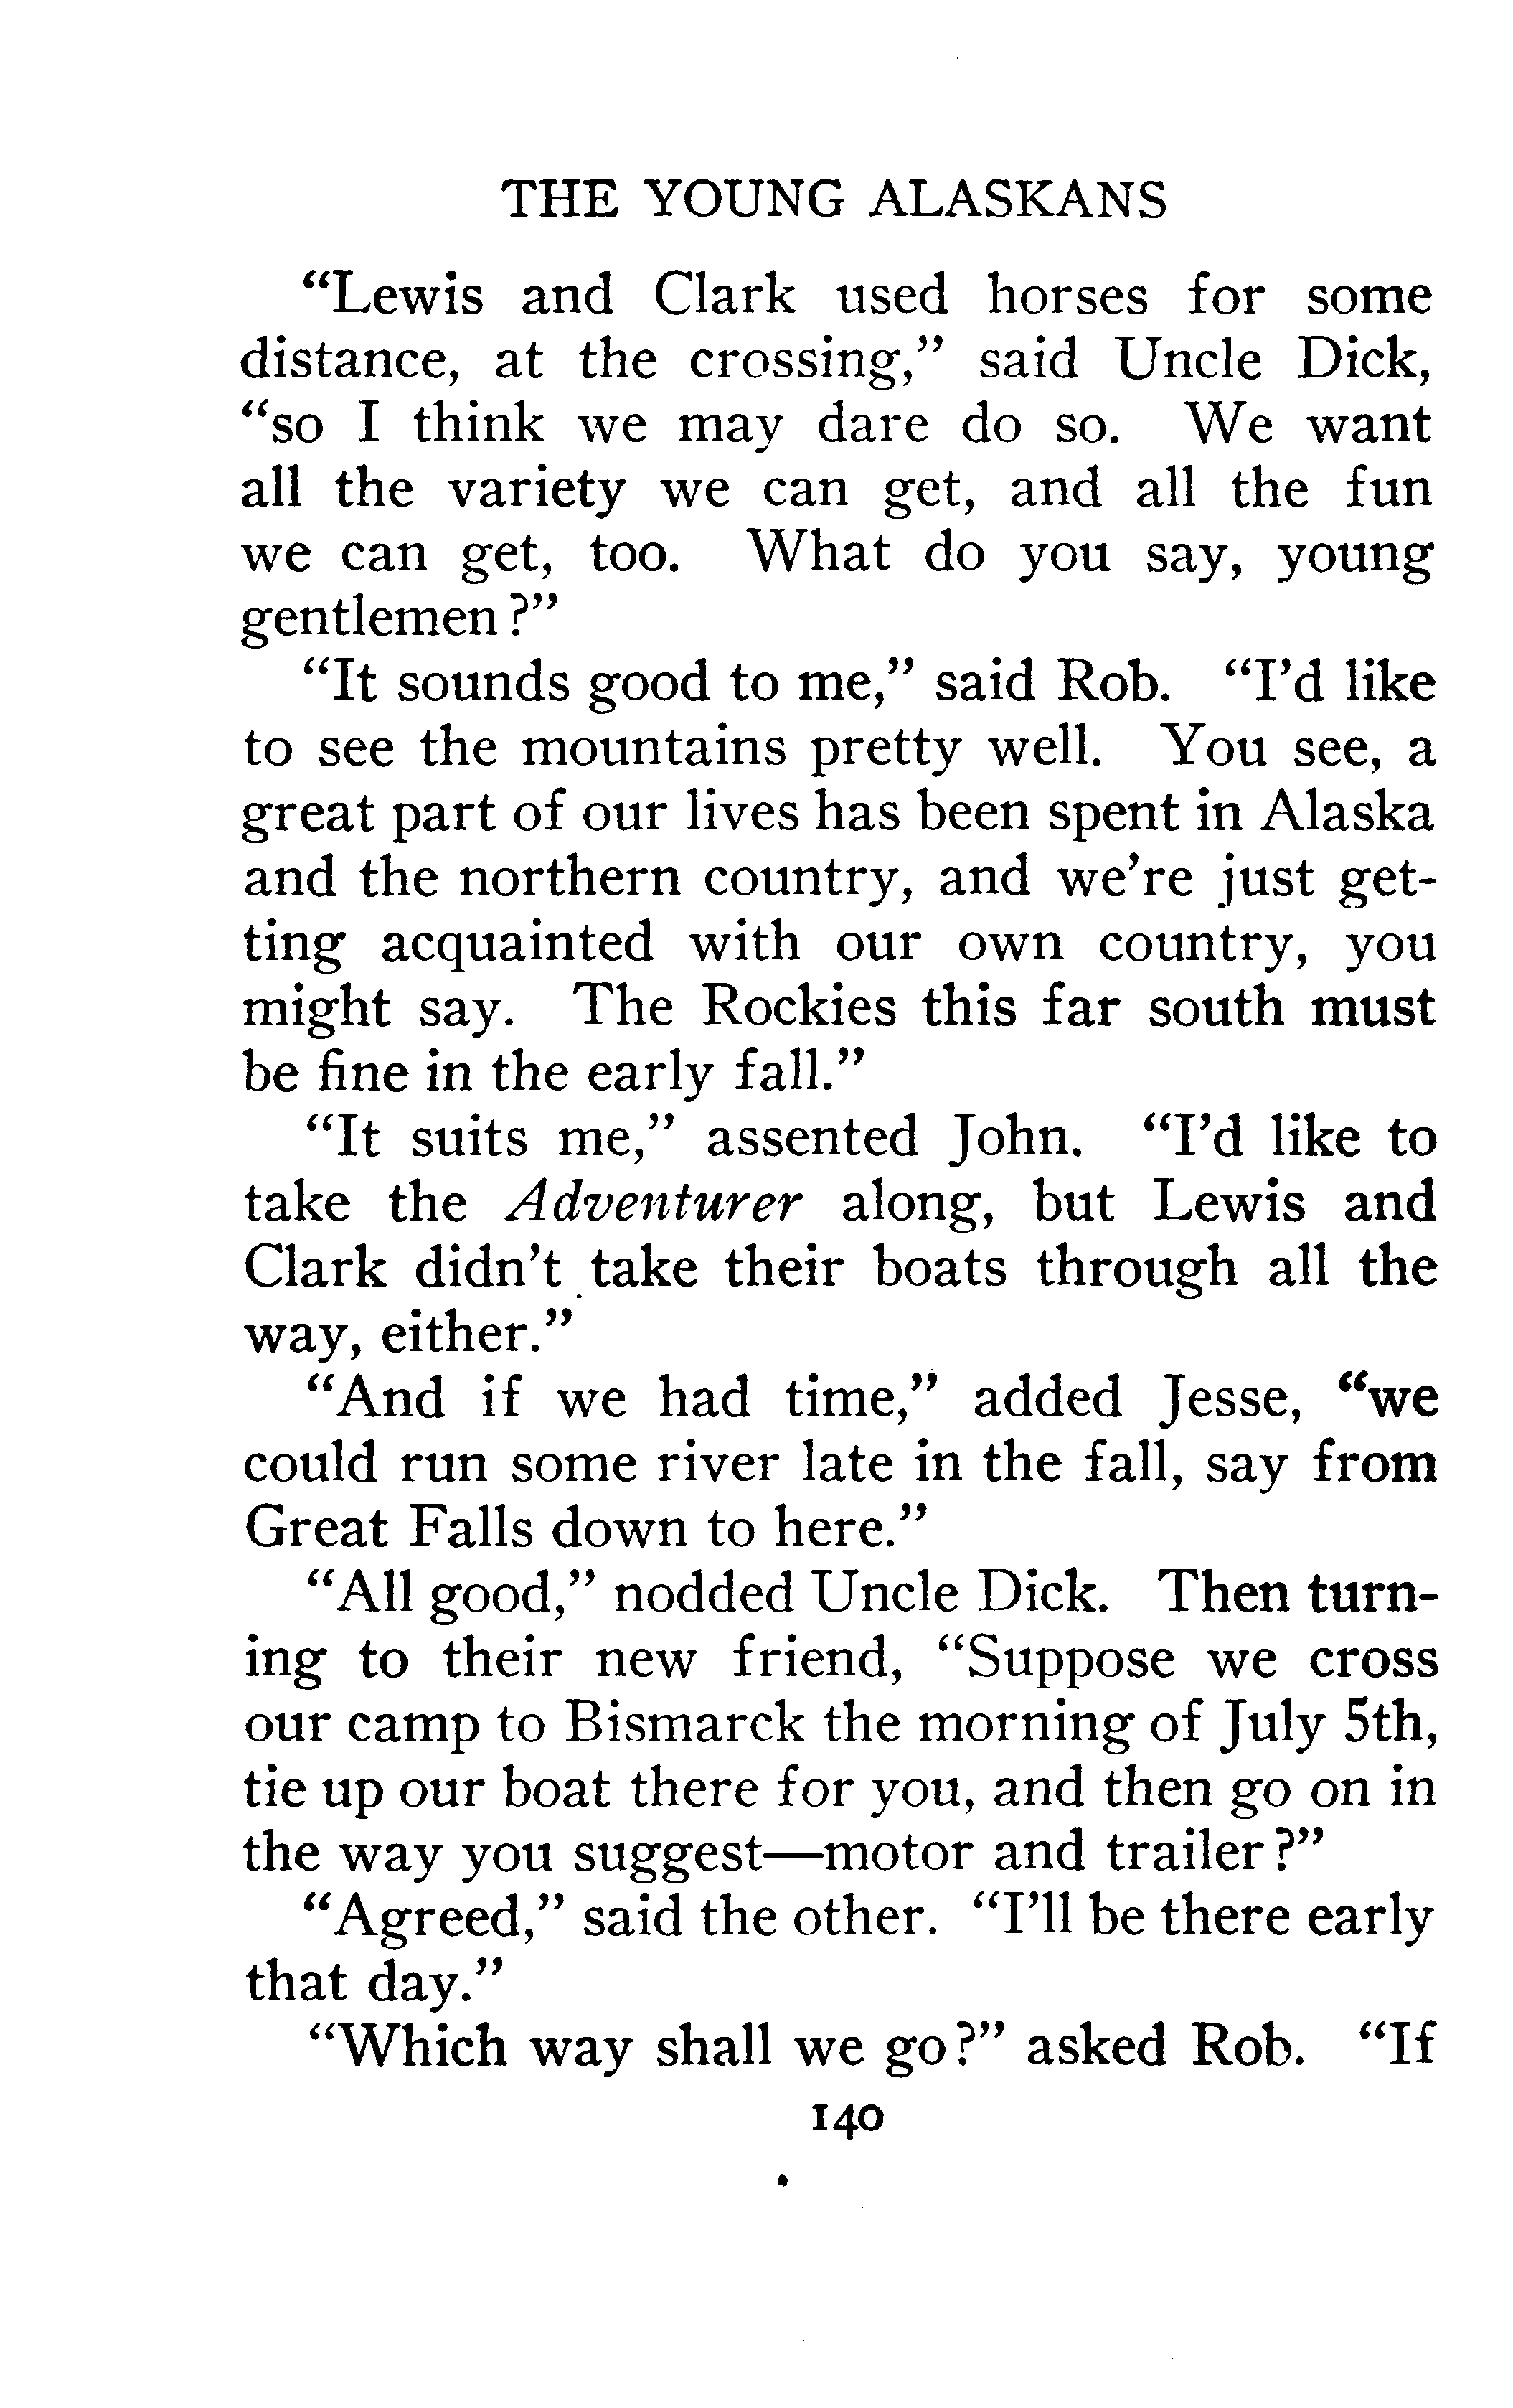 THE YOUNG ALASKANS
“Lewis and Clark used horses for some
distance, at the crossing,” said Uncle Dick,
“so I think we may dare do so. We want
all the variety we can get, and all the fun
we can get, too. What do you say, young
gentlemen?”
“It sounds good to me,” said Rob. “I’d like
to see the mountains pretty well. You see, a
great part of our lives has been spent in Alaska
and the northern country, and we’re just get-
ting acquainted with our own country, you
might say. The Rockies this far south must
be fine in the early fall.”
“It suits me,” assented John. “I’d like to
take the Adventurer along, but Lewis and
Clark didn’t take their boats through all the
way, either.”
“And if we had time,” added Jesse, “we
could run some river late in the fall, say from
Great Falls down to here.”
“All good,” nodded Uncle Dick. Then turn-
ing to their new friend, “Suppose we cross
our camp to Bismarck the morning of July 5th,
tie up our boat there for you, and then go on in
the way you suggest—motor and trailer?”
“Agreed,” said the other. “I’ll be there early
that day.”
“Which way shall we go?” asked Rob. “If
140